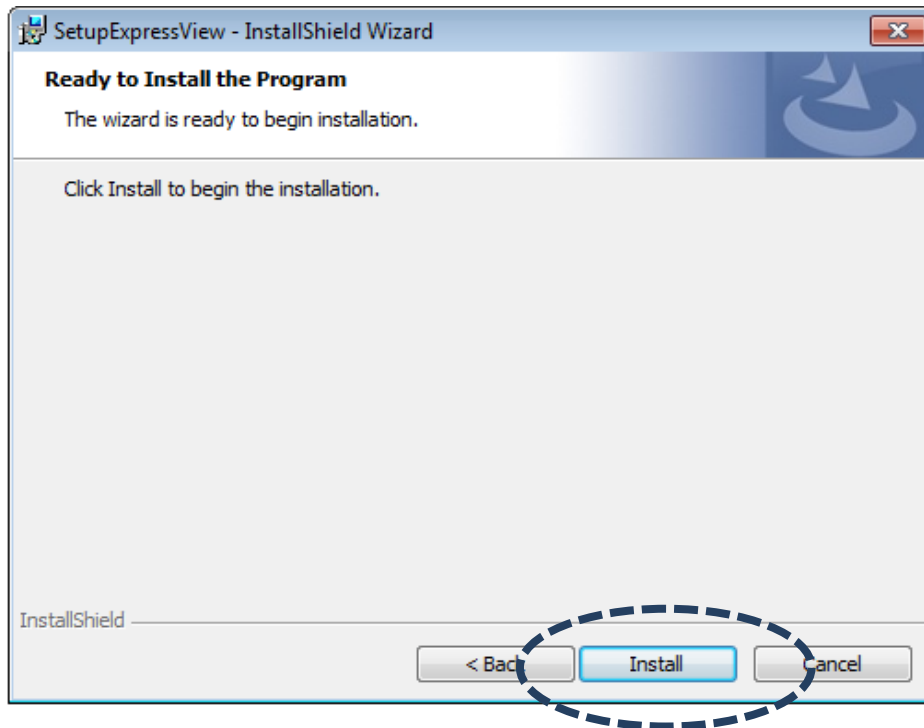 SetupExpressView - InstallShield Wizard
Ready to Install the Program
The wizard is ready to begin installation.
Click Install to begin the installation.
InstallShield
< Back Install Cancel